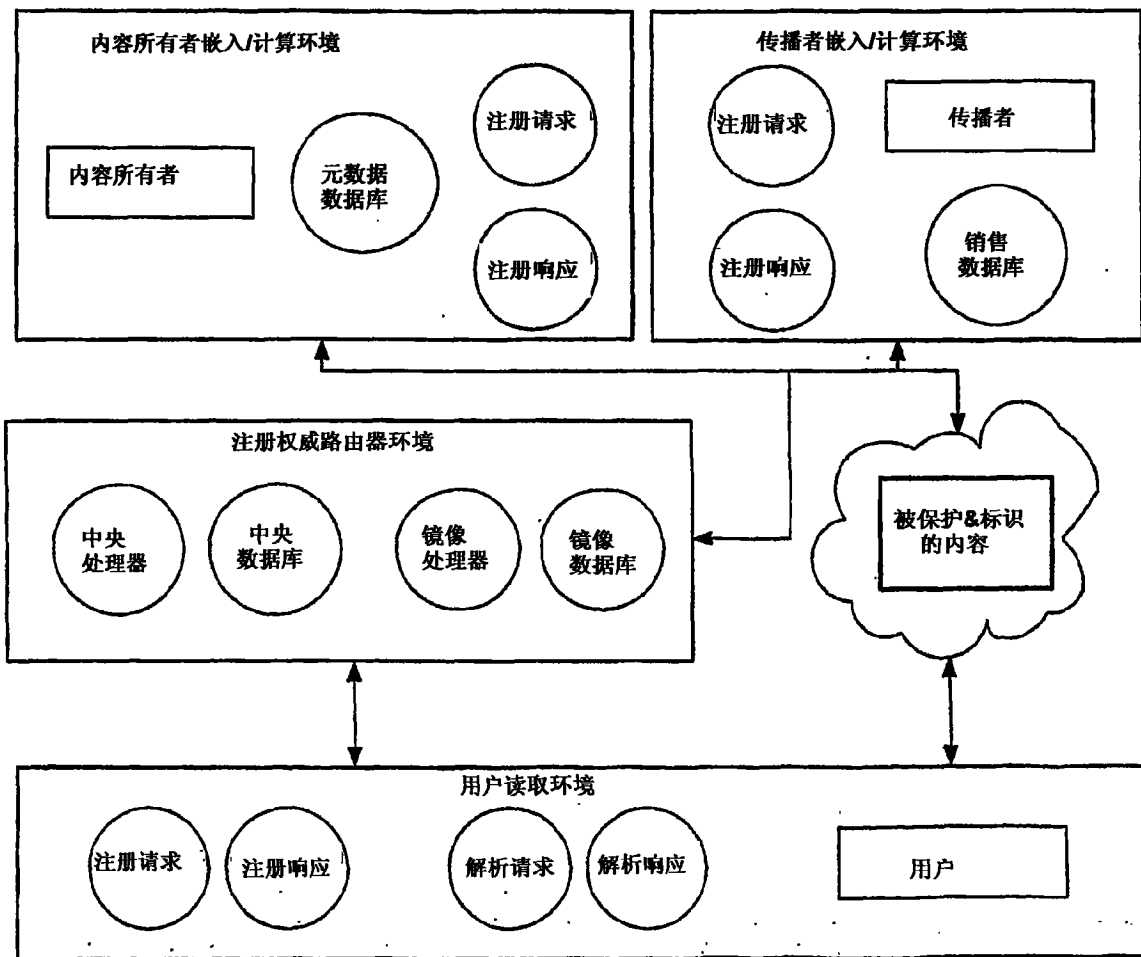 内容所有者嵌入/计算环境
内容所有者
元数据
数据库
注册请求
注册响应
传播者嵌入/计算环境
注册请求
传播者
注册响应
销售
数据库
注册权威路由器环境
中央
处理器
中央
数据库
镜像
处理器
镜像
数据库
被保护&标识
的内容
用户读取环境
注册请求
注册响应
解析请求
解析响应
用户